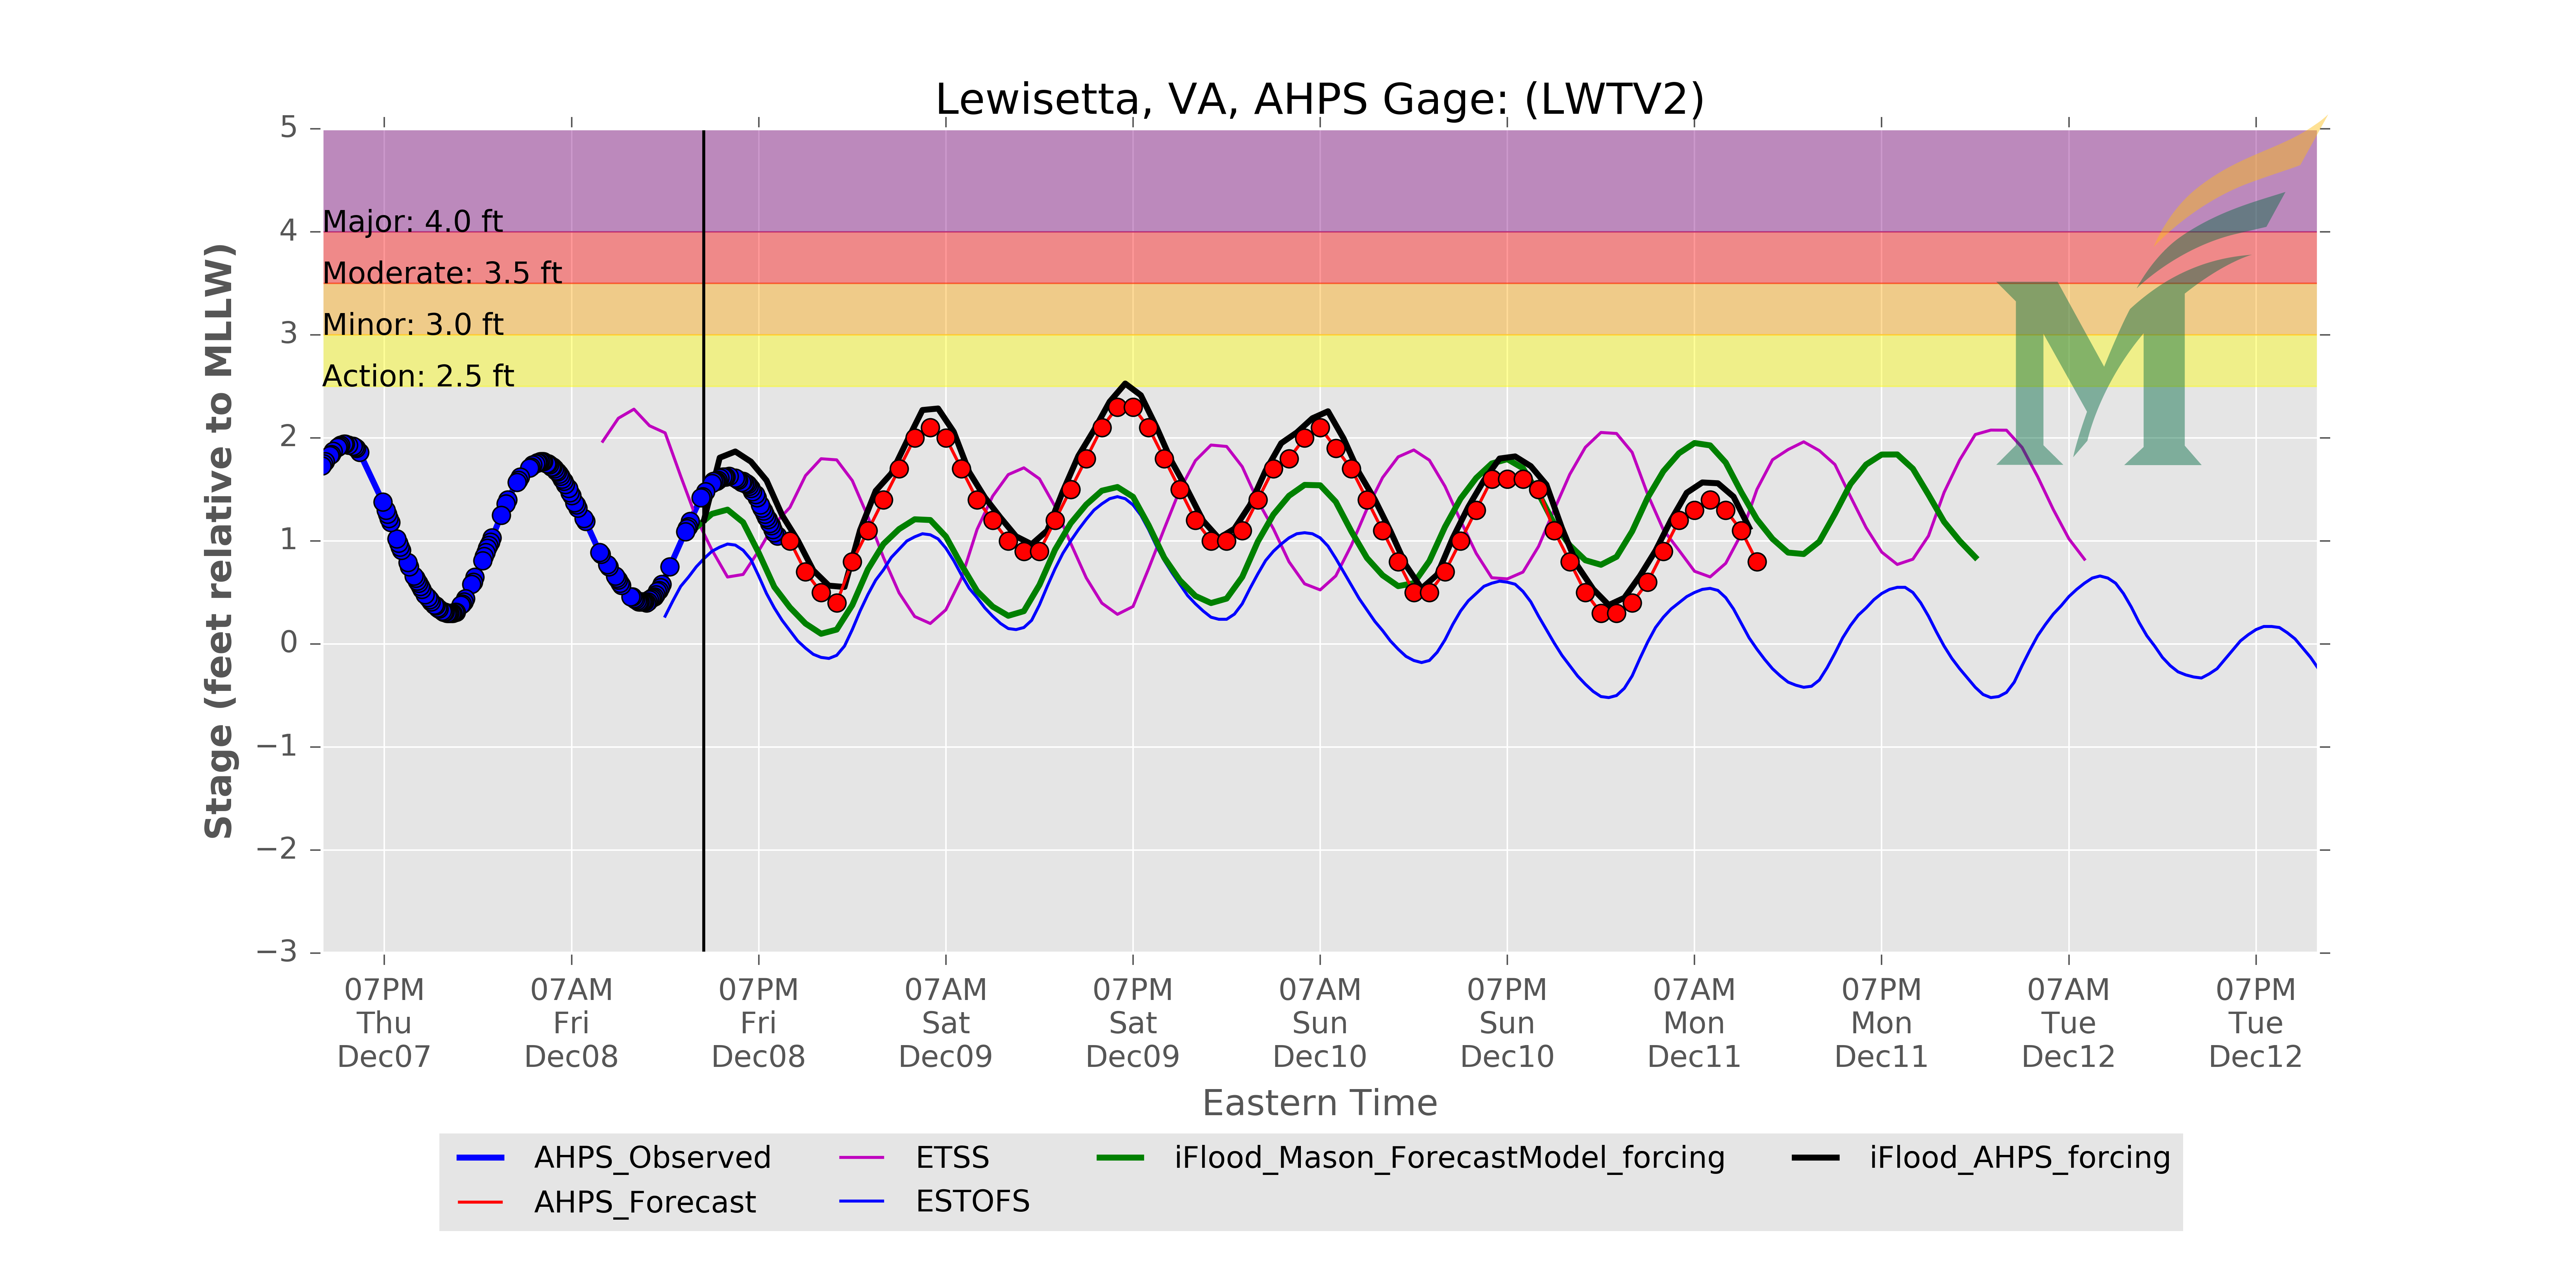 Lewisetta, VA, AHPS Gage: (LWTV2)
5
4
3
2
1
0
−1
−2
−3
Stage (feet relative to MLLW)
Major: 4.0 ft
Moderate: 3.5 ft
Minor: 3.0 ft
Action: 2.5 ft
M
07PM 07AM 07PM 07AM 07PM 07AM 07PM 07AM 07PM 07AM 07PM
Thu Fri Fri Sat Sat Sun Sun Mon Mon Tue Tue
Dec07 Dec08 Dec08 Dec09 Dec09 Dec10 Dec10 Dec11 Dec11 Dec12 Dec12
Eastern Time
AHPS_Observed ETSS iFlood_Mason_ForecastModel_forcing iFlood_AHPS_forcing
AHPS_Forecast ESTOFS